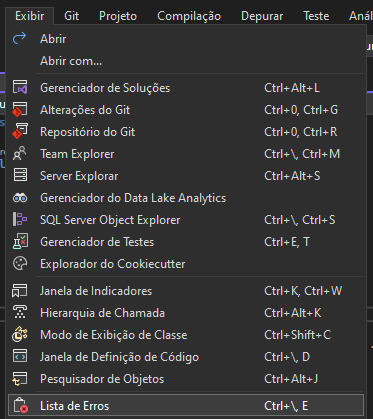 Exibir Git Projeto Compilação Depurar Teste
Abrir
Abrir com...
Gerenciador de Soluções Ctrl+Alt+L
Alterações do Git Ctrl+0, Ctrl+G
Repositório do Git Ctrl+0, Ctrl+R
Team Explorer Ctrl+\, Ctrl+M
Server Explorar Ctrl+Alt+S
Gerenciador do Data Lake Analytics
SQL Server Object Explorer Ctrl+\, Ctrl+S
Gerenciador de Testes Ctrl+E, T
Explorador do Cookiecutter
Janela de Indicadores Ctrl+K, Ctrl+W
Hierarquia de Chamada Ctrl+Alt+K
Modo de Exibição de Classe Ctrl+Shift+C
Janela de Definição de Código Ctrl+\, D
Pesquisador de Objetos Ctrl+Alt+J
Lista de Erros Ctrl+\, E